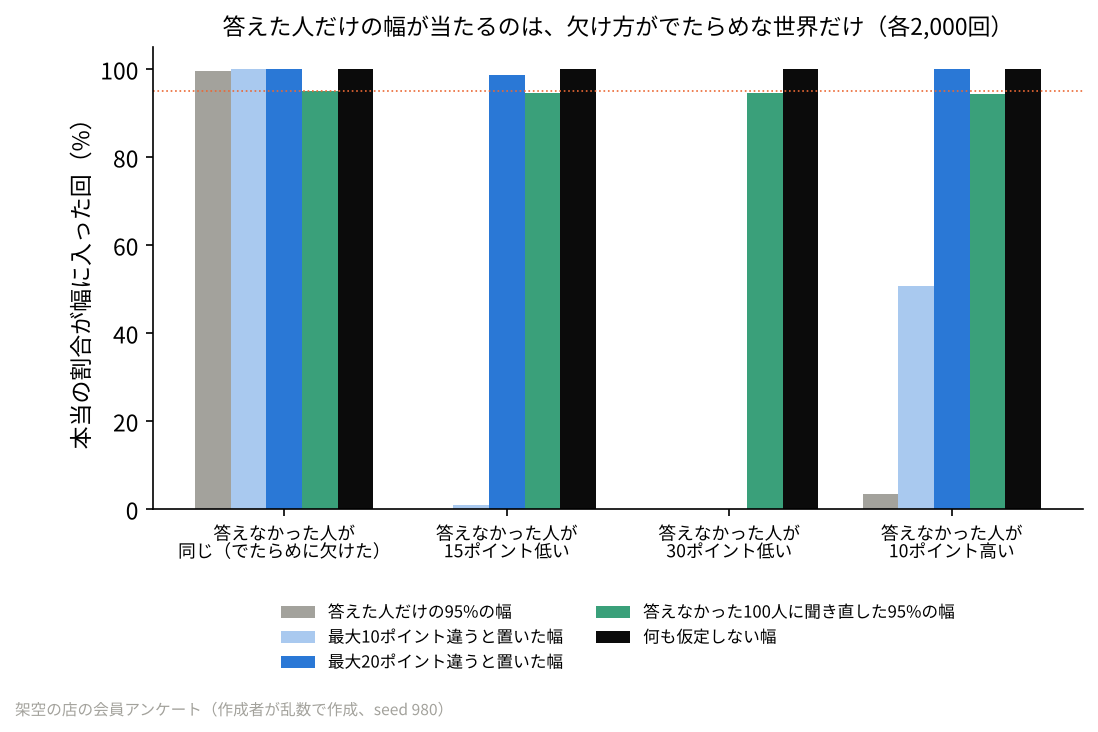 答えた人だけの幅が当たるのは、欠け方がでたらめな世界だけ（各2,000回）
本当の割合が幅に入った回（%）
100
80
60
40
20
0
答えなかった人が
同じ（でたらめに欠けた）
答えなかった人が
15ポイント低い
答えなかった人が
30ポイント低い
答えなかった人が
10ポイント高い
答えた人だけの95%の幅
最大10ポイント違うと置いた幅
最大20ポイント違うと置いた幅
答えなかった100人に聞き直した95%の幅
何も仮定しない幅
架空の店の会員アンケート（作成者が乱数で作成、seed 980）